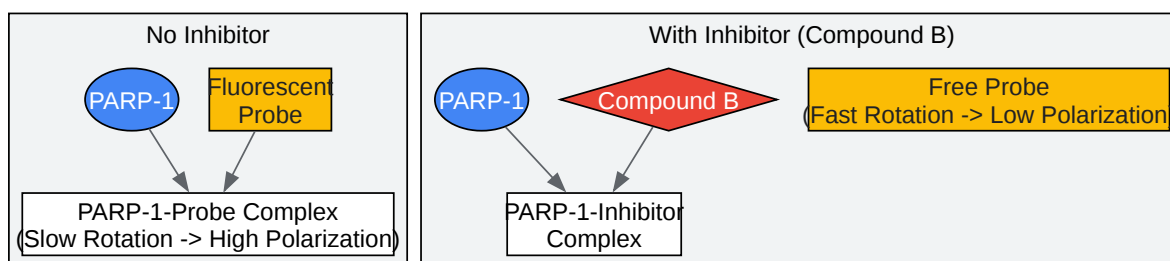 No Inhibitor
PARP-1
Fluorescent
Probe
PARP-1-Probe Complex
(Slow Rotation -> High Polarization)
With Inhibitor (Compound B)
PARP-1
Compound B
Free Probe
(Fast Rotation -> Low Polarization)
PARP-1-Inhibitor
Complex